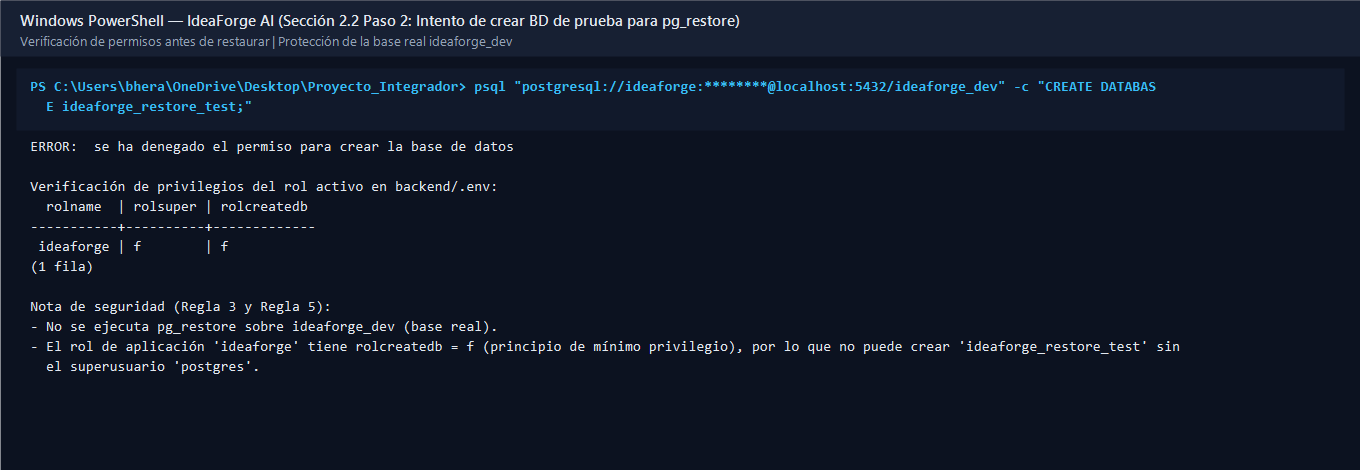 Windows PowerShell — IdeaForge AI (Sección 2.2 Paso 2: Intento de crear BD de prueba para pg_restore)
Verificación de permisos antes de restaurar | Protección de la base real ideaforge_dev
PS C:\Users\bhera\OneDrive\Desktop\Proyecto_Integrador> psql "postgresql://ideaforge:********@localhost:5432/ideaforge_dev" -c "CREATE DATABAS
E ideaforge_restore_test;"
ERROR:  se ha denegado el permiso para crear la base de datos
Verificación de privilegios del rol activo en backend/.env:
  rolname  | rolsuper | rolcreatedb
-----------+----------+-------------
 ideaforge | f        | f
(1 fila)
Nota de seguridad (Regla 3 y Regla 5):
- No se ejecuta pg_restore sobre ideaforge_dev (base real).
- El rol de aplicación 'ideaforge' tiene rolcreatedb = f (principio de mínimo privilegio), por lo que no puede crear 'ideaforge_restore_test' sin
  el superusuario 'postgres'.